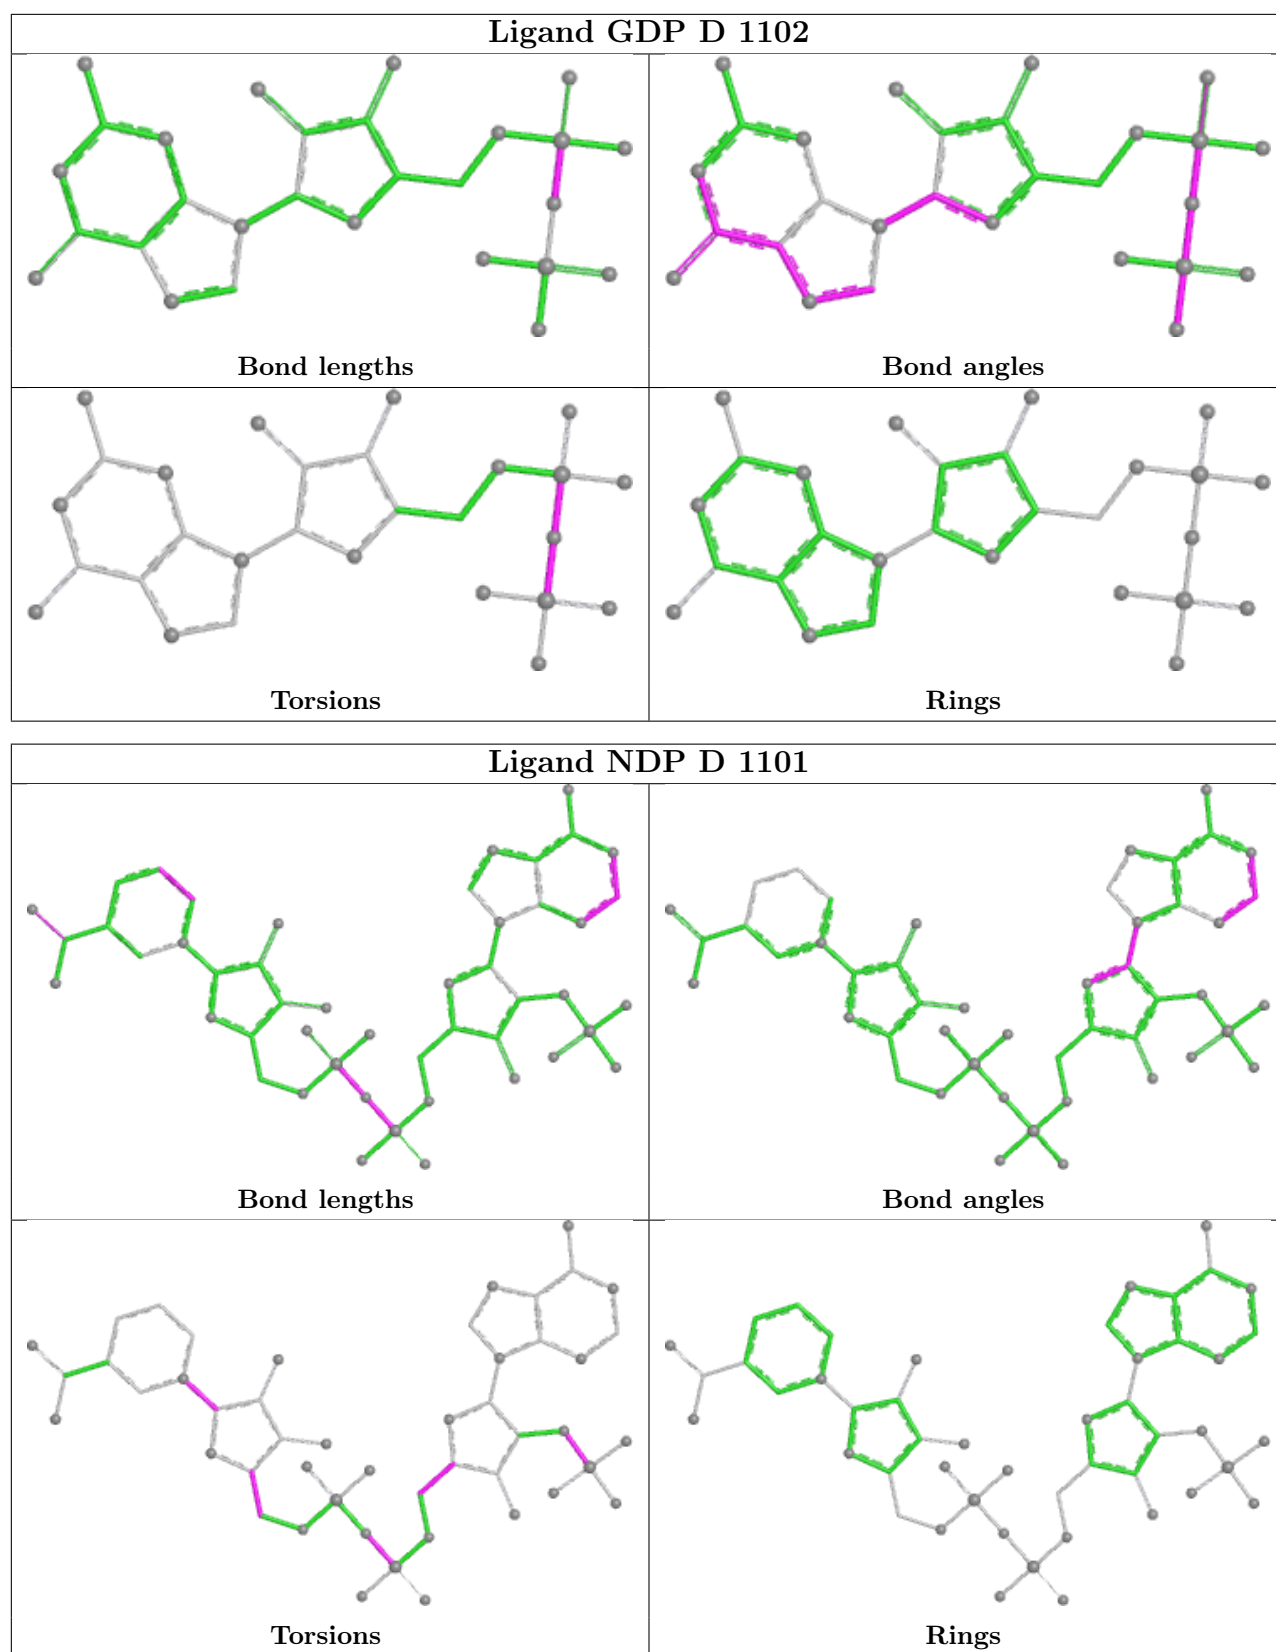 Ligand GDP D 1102
Bond lengths
Bond angles
Torsions
Rings
Ligand NDP D 1101
Bond lengths
Bond angles
Torsions
Rings